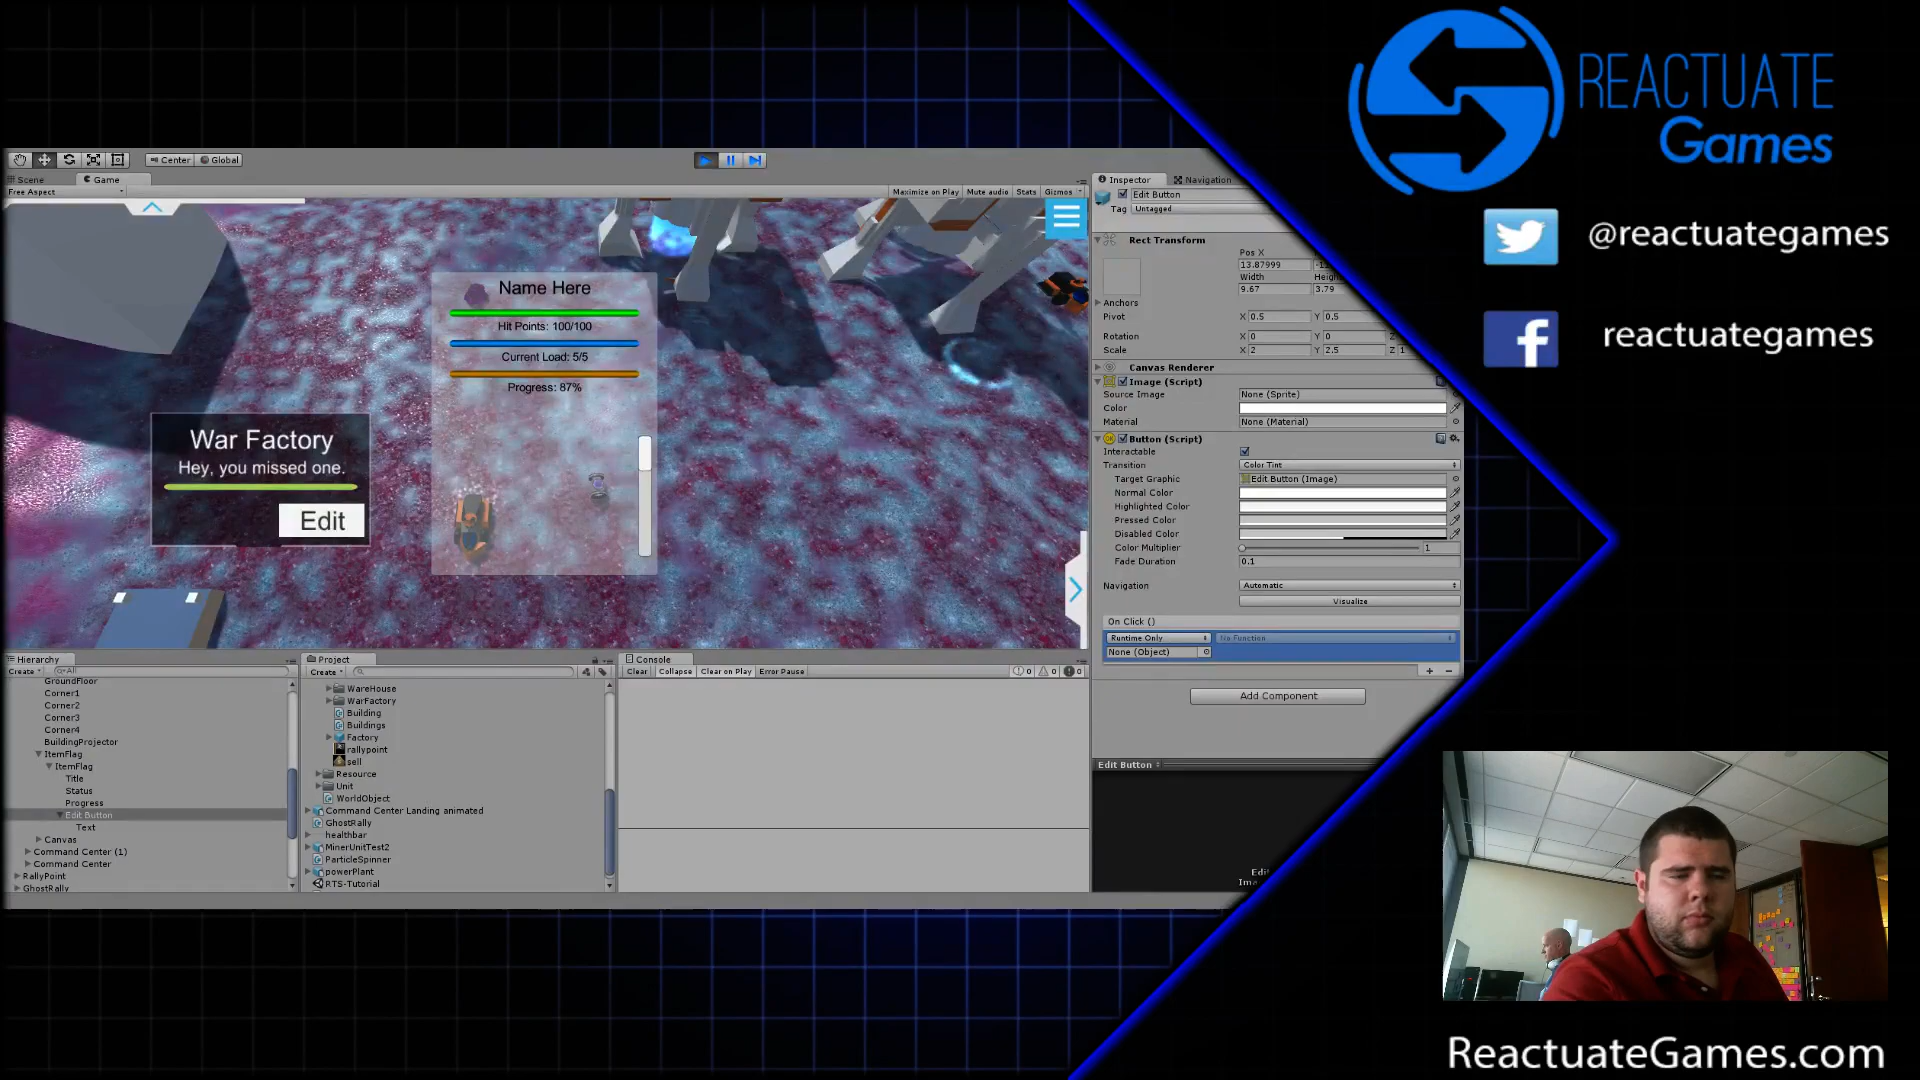 REACTUATE
Games
@reactuategames
reactuategames
ReactuateGames.com
Center
Global
Scene
Game
Free Aspect
Maximize on Play
Mute audio
Stats
Gizmos
Name Here
Hit Points: 100/100
Current Load: 5/5
Progress: 87%
War Factory
Hey, you missed one.
Edit
Inspector
Navigation
Edit Button
Tag
Untagged
Rect Transform
Pos X
13.87999
Width
9.67
3.79
Anchors
Pivot
X 0.5
Y 0.5
Rotation
X 0
Y 0
Z
Scale
X 2
Y 2.5
Z 1
Canvas Renderer
Image (Script)
Source Image
None (Sprite)
Color
Material
None (Material)
Button (Script)
Interactable
Transition
Color Tint
Target Graphic
Edit Button (Image)
Normal Color
Highlighted Color
Pressed Color
Disabled Color
Color Multiplier
1
Fade Duration
0.1
Navigation
Automatic
Visualize
On Click ()
Runtime Only
No Function
None (Object)
+ -
Add Component
Edit Button
Hierarchy
Create
All
GroundFloor
Corner1
Corner2
Corner3
Corner4
BuildingProjector
ItemFlag
ItemFlag
Title
Status
Progress
Edit Button
Text
Canvas
Command Center (1)
Command Center
RallyPoint
GhostRally
Project
Create
WareHouse
WarFactory
Building
Buildings
Factory
rallypoint
sell
Resource
Unit
WorldObject
Command Center Landing animated
GhostRally
healthbar
MinerUnitTest2
ParticleSpinner
powerPlant
RTS-Tutorial
Console
Clear
Collapse
Clear on Play
Error Pause
0
0
0